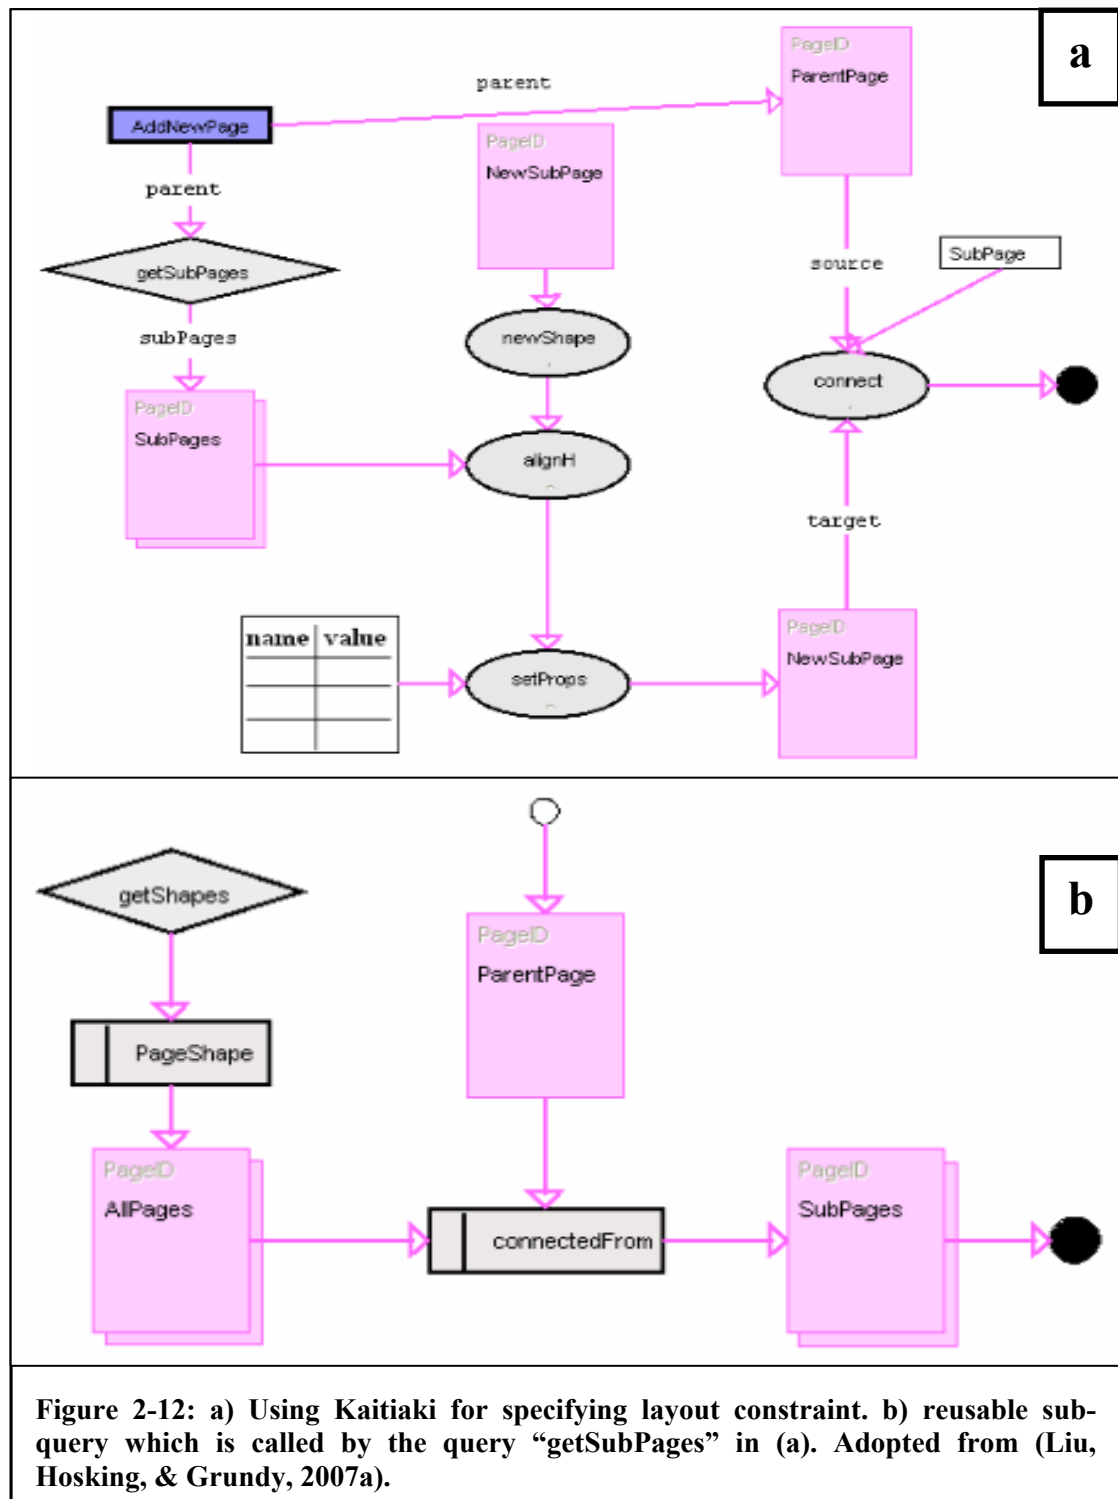 a
PageID
ParentPage
parent
AddNewPage
PageID
NewSubPage
parent
getSubPages
source
SubPage
subPages
newShape
connect
PageID
SubPages
alignH
target
name value
PageID
NewSubPage
setProps
b
getShapes
PageID
ParentPage
PageShape
PageID
AllPages
connectedFrom
PageID
SubPages
Figure 2-12: a) Using Kaitiaki for specifying layout constraint. b) reusable sub-
query which is called by the query “getSubPages” in (a). Adopted from (Liu,
Hosking, & Grundy, 2007a).